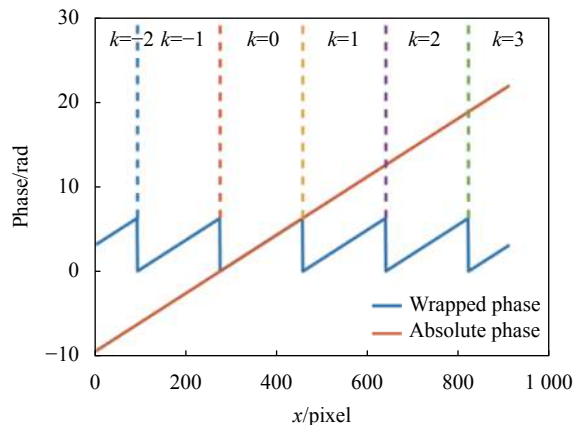 30
k=−2 k=−1 k=0 k=1 k=2 k=3
20
Phase/rad
10
0
Wrapped phase
Absolute phase
−10
0 200 400 600 800 1 000
x/pixel